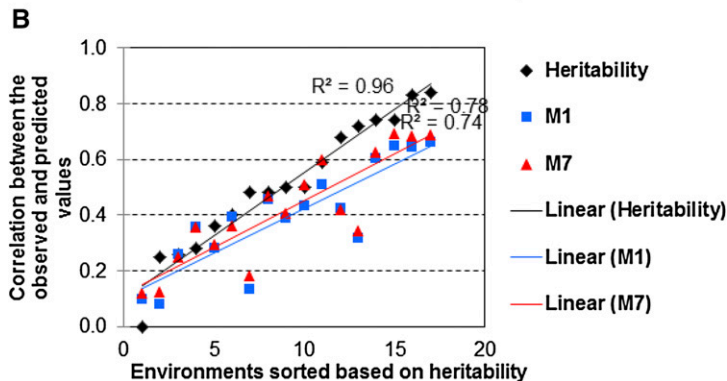 B
Correlation between the
observed and predicted
values
1.0
0.8
0.6
0.4
0.2
0.0
0
5
10
15
20
Environments sorted based on heritability
R² = 0.96
R² = 0.78
R² = 0.74
Heritability
M1
M7
Linear (Heritability)
Linear (M1)
Linear (M7)